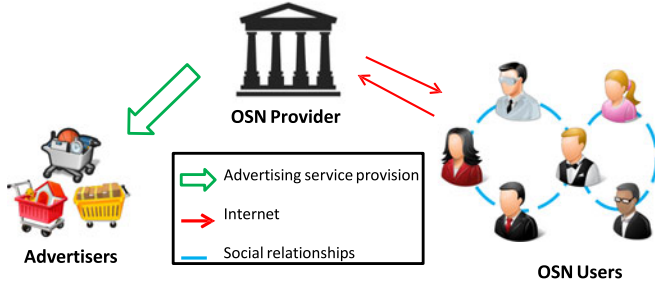 OSN Provider
Advertising service provision
Internet
Social relationships
Advertisers
OSN Users